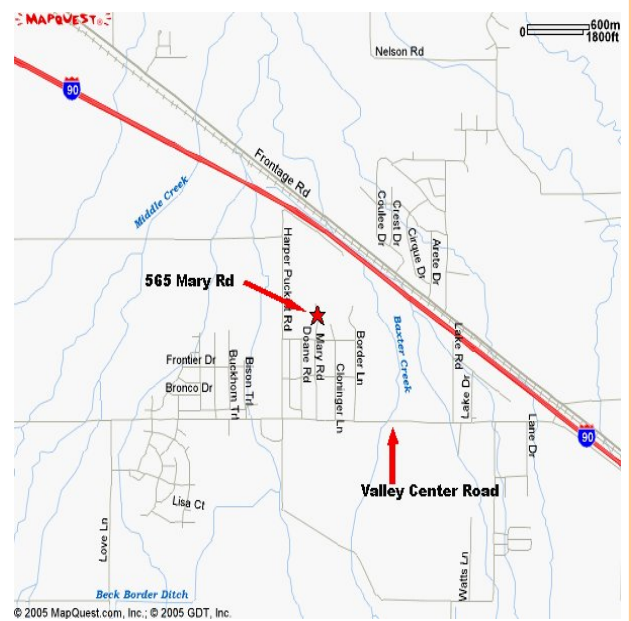 MAPQUEST
0 600m
1800ft
Nelson Rd
90
Frontage Rd
Middle Creek
Coulee Dr
Crest Dr
Cirque Dr
Arete Dr
Harper Puckett Rd
565 Mary Rd
Doane Rd
Mary Rd
Cloninger Ln
Border Ln
Baxter Creek
Lake Rd
Lake Dr
Frontier Dr
Bronco Dr
Buckhorn Trl
Bison Trl
Lane Dr
90
Valley Center Road
Lisa Ct
Love Ln
Watts Ln
Beck Border Ditch
© 2005 MapQuest.com, Inc.; © 2005 GDT, Inc.